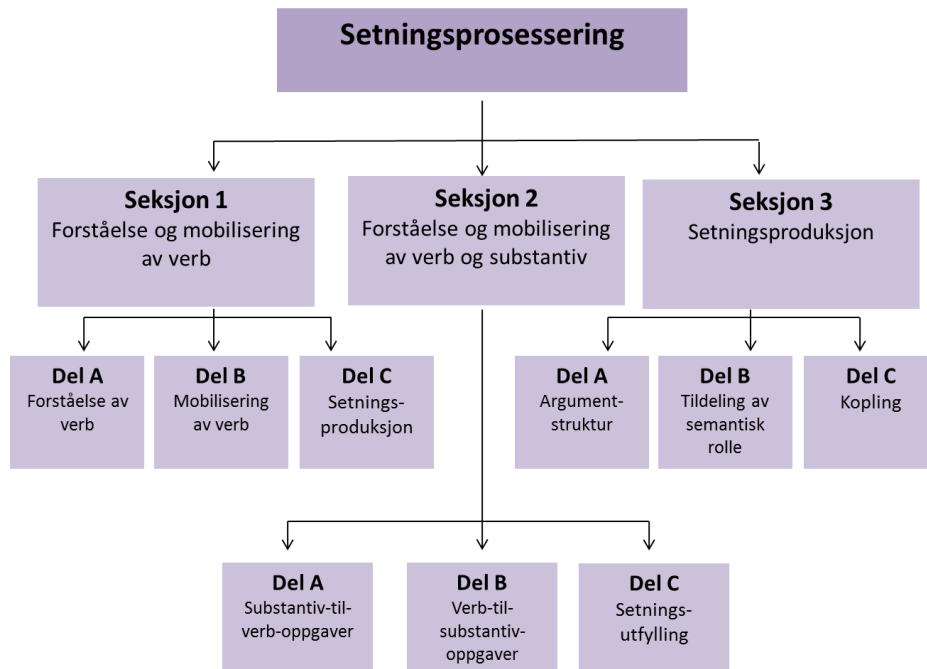 Setningsprosessering
Seksjon 1
Forståelse og mobilisering
av verb
Seksjon 2
Forståelse og mobilisering
av verb og substantiv
Seksjon 3
Setningsproduksjon
Del A
Forståelse av
verb
Del B
Mobilisering
av verb
Del C
Setnings-
produksjon
Del A
Argument-
struktur
Del B
Tildeling av
semantisk
rolle
Del C
Kopling
Del A
Substantiv-til-
verb-oppgaver
Del B
Verb-til-
substantiv-
oppgaver
Del C
Setnings-
utfylling